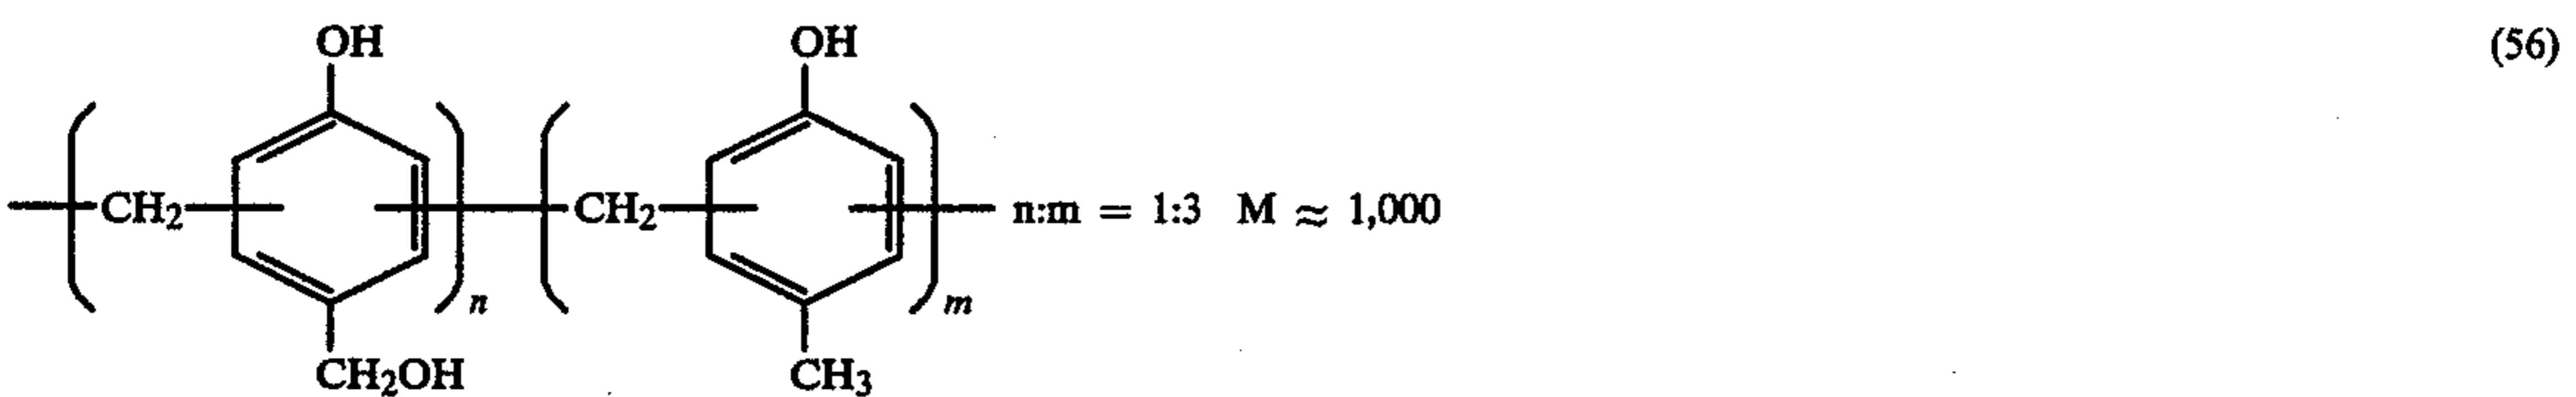 OH OH (56)
CH2 CH2 n:m = 1:3 M ≈ 1,000
n m
CH2OH CH3